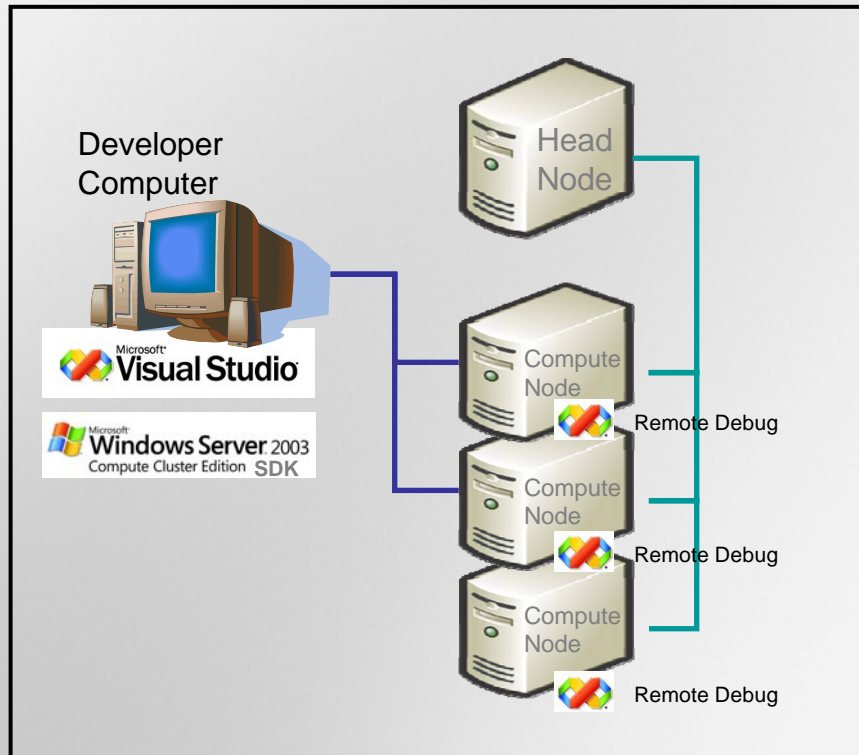 Developer
Computer
Microsoft
Visual Studio
Microsoft
Windows Server 2003
Compute Cluster Edition SDK
Head
Node
Compute
Node
Remote Debug
Compute
Node
Remote Debug
Compute
Node
Remote Debug